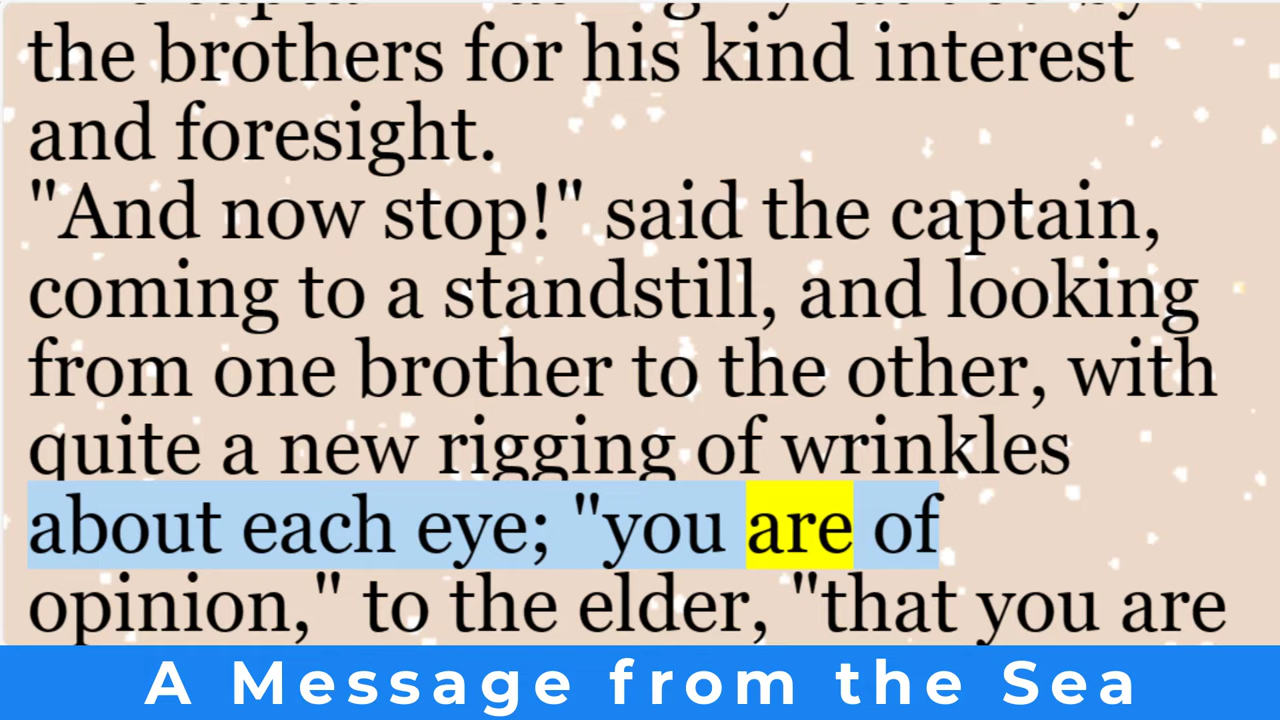 the brothers for his kind interest
and foresight.
"And now stop!" said the captain,
coming to a standstill, and looking
from one brother to the other, with
quite a new rigging of wrinkles
about each eye; "you are of
opinion," to the elder, "that you are
A Message from the Sea